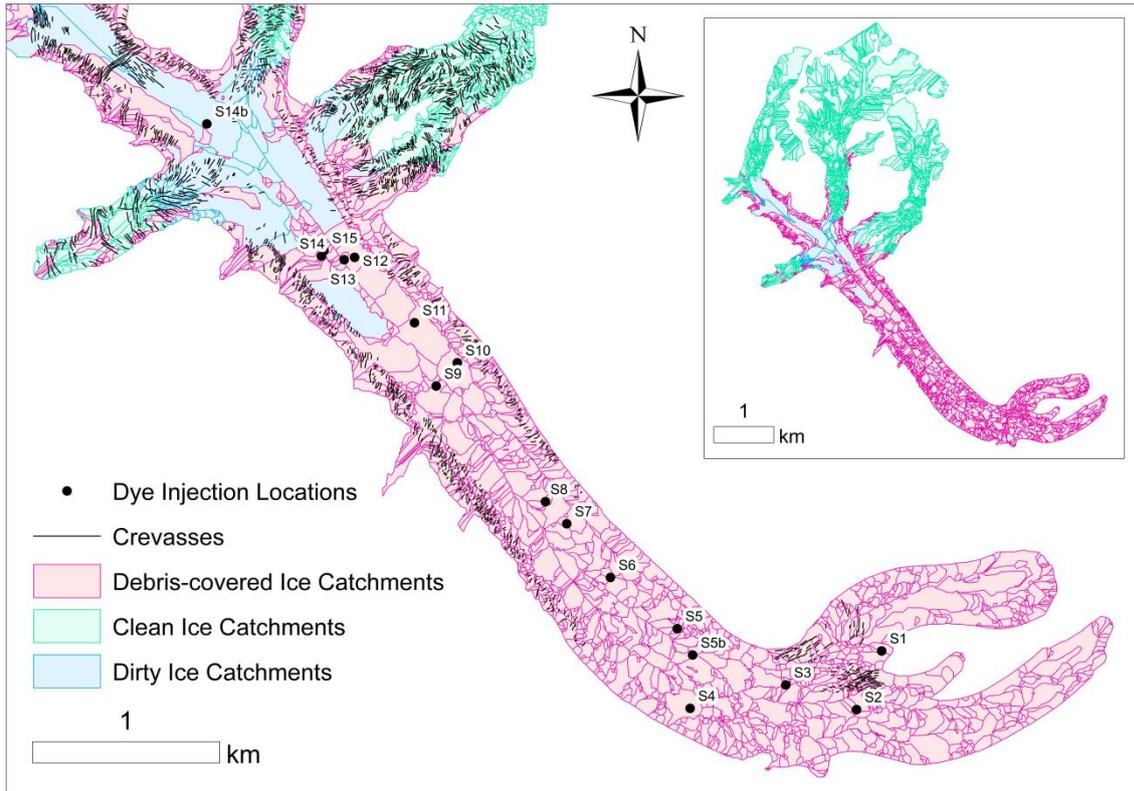 N
S14b
S14
S15
S12
S13
S11
S10
S9
S8
S7
S6
S5
S5b
S1
S3
S4
S2
Dye Injection Locations
Crevasses
Debris-covered Ice Catchments
Clean Ice Catchments
Dirty Ice Catchments
1
km
1
km